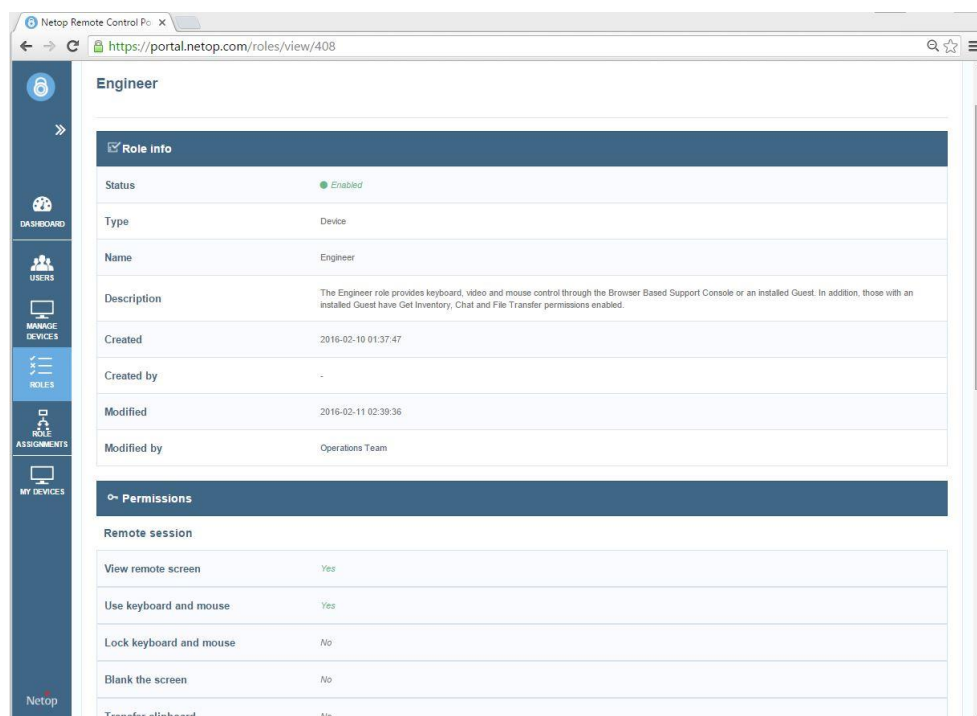 Netop Remote Control Po
https://portal.netop.com/roles/view/408
Engineer
Role info
Status Enabled
Type Device
Name Engineer
Description The Engineer role provides keyboard, video and mouse control through the Browser Based Support Console or an installed Guest. In addition, those with an
installed Guest have Get Inventory, Chat and File Transfer permissions enabled.
Created 2016-02-10 01:37:47
Created by -
Modified 2016-02-11 02:39:36
Modified by Operations Team
Permissions
Remote session
View remote screen Yes
Use keyboard and mouse Yes
Lock keyboard and mouse No
Blank the screen No
Transfer clipboard No
DASHBOARD
USERS
MANAGE
DEVICES
ROLES
ROLE
ASSIGNMENTS
MY DEVICES
Netop